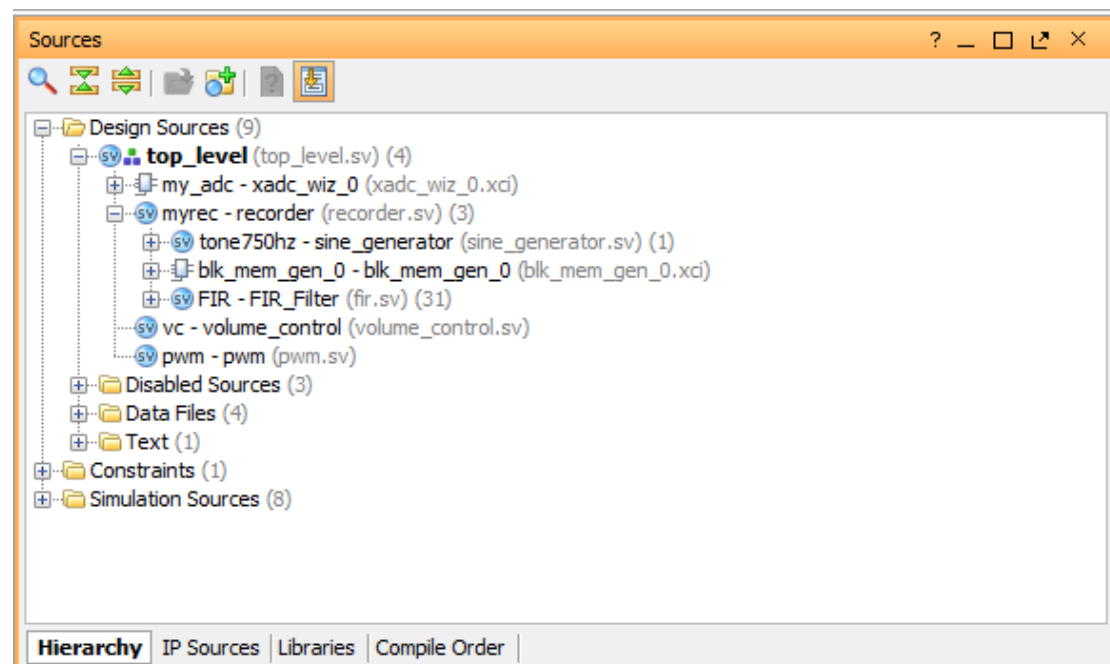 Sources ?
Design Sources (9)
top_level (top_level.sv) (4)
my_adc - xadc_wiz_0 (xadc_wiz_0.xci)
myrec - recorder (recorder.sv) (3)
tone750hz - sine_generator (sine_generator.sv) (1)
blk_mem_gen_0 - blk_mem_gen_0 (blk_mem_gen_0.xci)
FIR - FIR_Filter (fir.sv) (31)
vc - volume_control (volume_control.sv)
pwm - pwm (pwm.sv)
Disabled Sources (3)
Data Files (4)
Text (1)
Constraints (1)
Simulation Sources (8)
Hierarchy IP Sources Libraries Compile Order